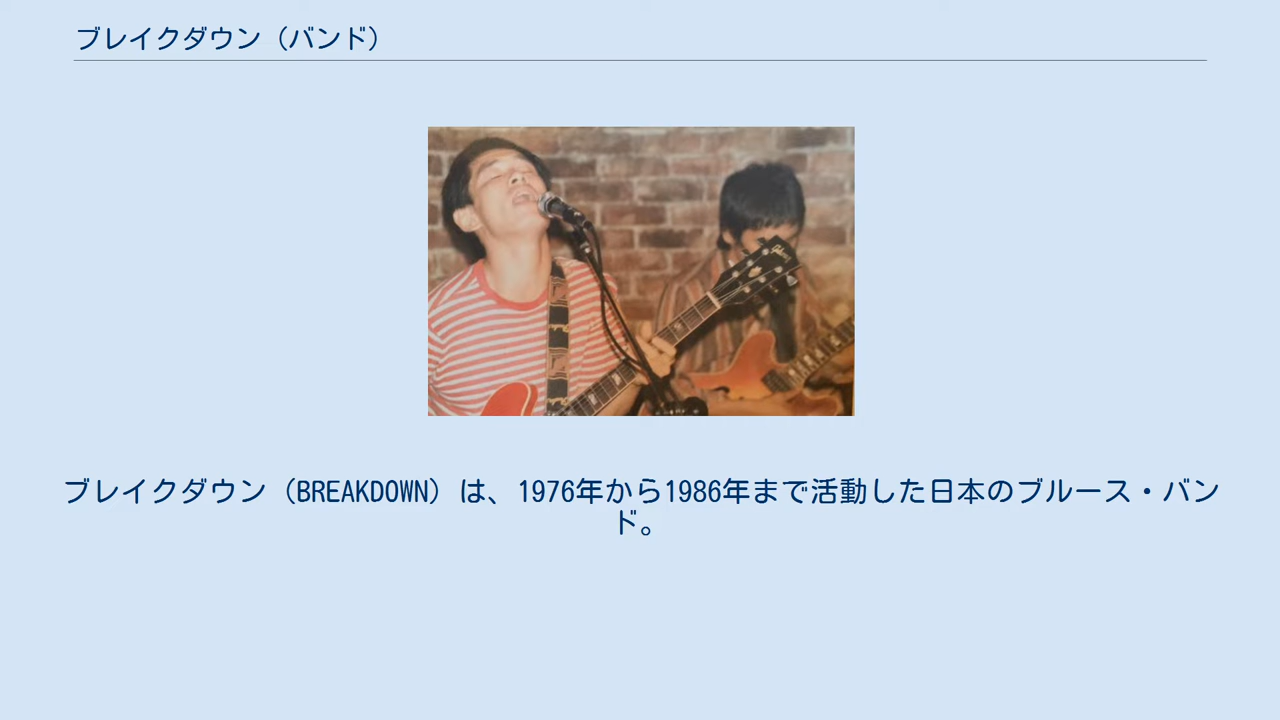 ブレイクダウン（バンド）
ブレイクダウン（BREAKDOWN）は、1976年から1986年まで活動した日本のブルース・バン
ド。